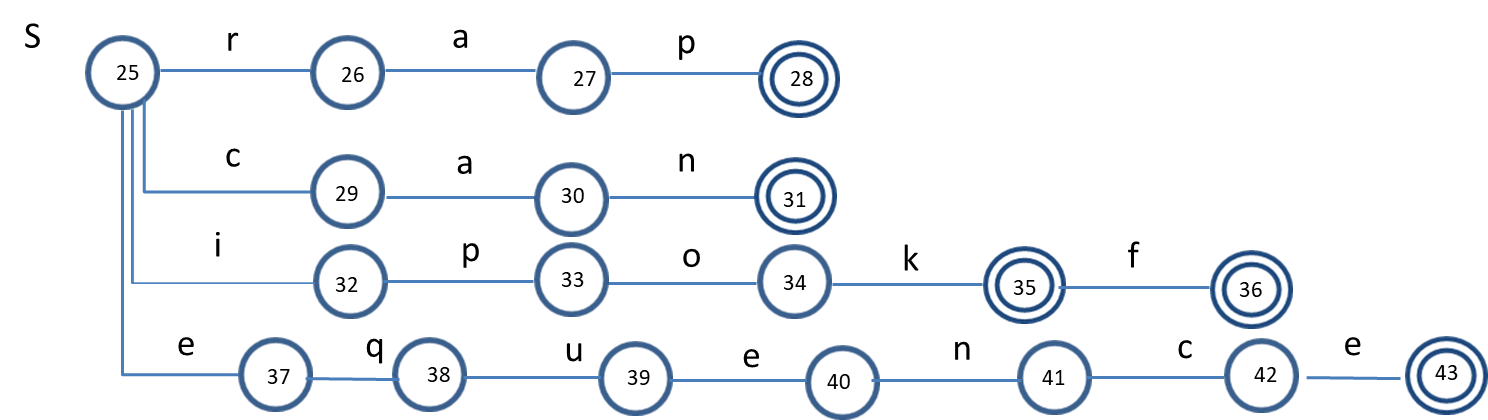 S r a p
25 26 27 28
c a n
29 30 31
i p o k f
32 33 34 35 36
e q u e n c e
37 38 39 40 41 42 43